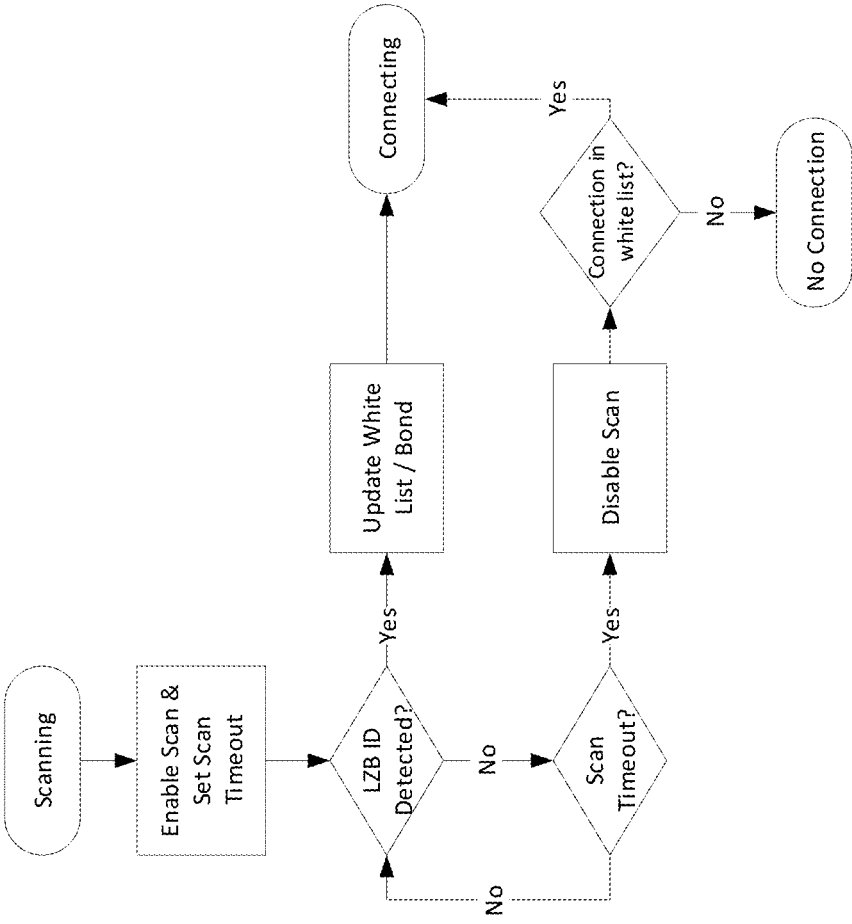 Scanning
Enable Scan &
Set Scan
Timeout
LZB ID
Detected?
Yes
Update White
List / Bond
Connecting
No
Scan
Timeout?
No
Yes
Disable Scan
Connection in
white list?
Yes
No
No Connection